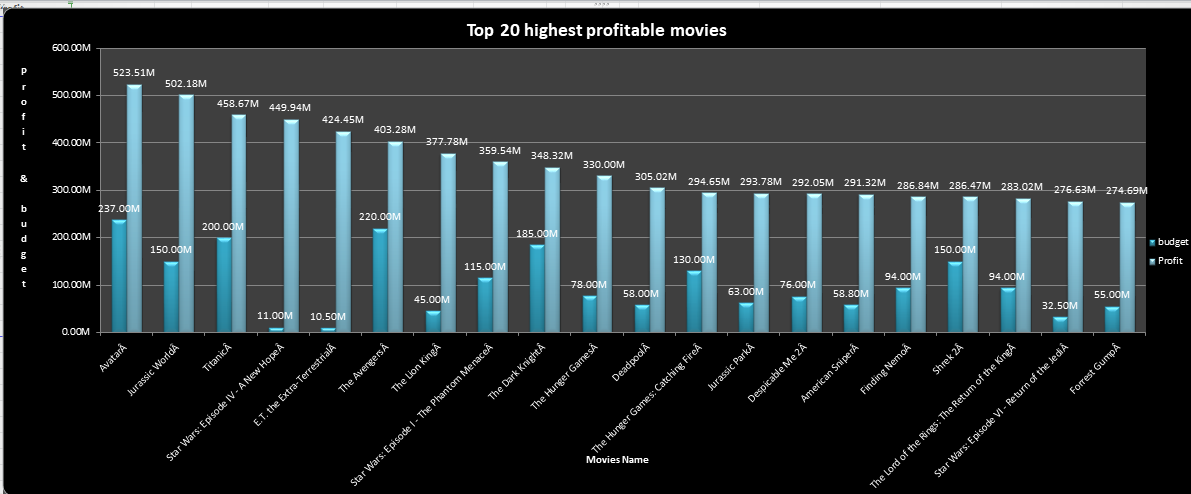 Top 20 highest profitable movies
Profit & budget
600.00M
500.00M
400.00M
300.00M
200.00M
100.00M
0.00M
523.51M
502.18M
458.67M
449.94M
424.45M
403.28M
377.78M
359.54M
348.32M
330.00M
305.02M
294.65M
293.78M
292.05M
291.32M
286.84M
286.47M
283.02M
276.63M
274.69M
237.00M
150.00M
200.00M
11.00M
10.50M
220.00M
45.00M
115.00M
185.00M
78.00M
58.00M
130.00M
63.00M
76.00M
58.80M
94.00M
150.00M
94.00M
32.50M
55.00M
budget
Profit
AvatarÂ
Jurassic WorldÂ
TitanicÂ
Star Wars: Episode IV - A New HopeÂ
E.T. the Extra-TerrestrialÂ
The AvengersÂ
The Lion KingÂ
Star Wars: Episode I - The Phantom MenaceÂ
The Dark KnightÂ
The Hunger GamesÂ
DeadpoolÂ
The Hunger Games: Catching FireÂ
Jurassic ParkÂ
Despicable Me 2Â
American SniperÂ
Finding NemoÂ
Shrek 2Â
The Lord of the Rings: The Return of the KingÂ
Star Wars: Episode VI - Return of the JediÂ
Forrest GumpÂ
Movies Name